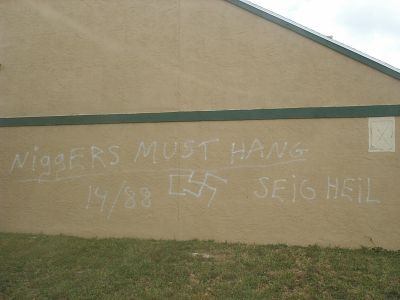 NiggERS MUST HANG
14/88 SEiG HEiL